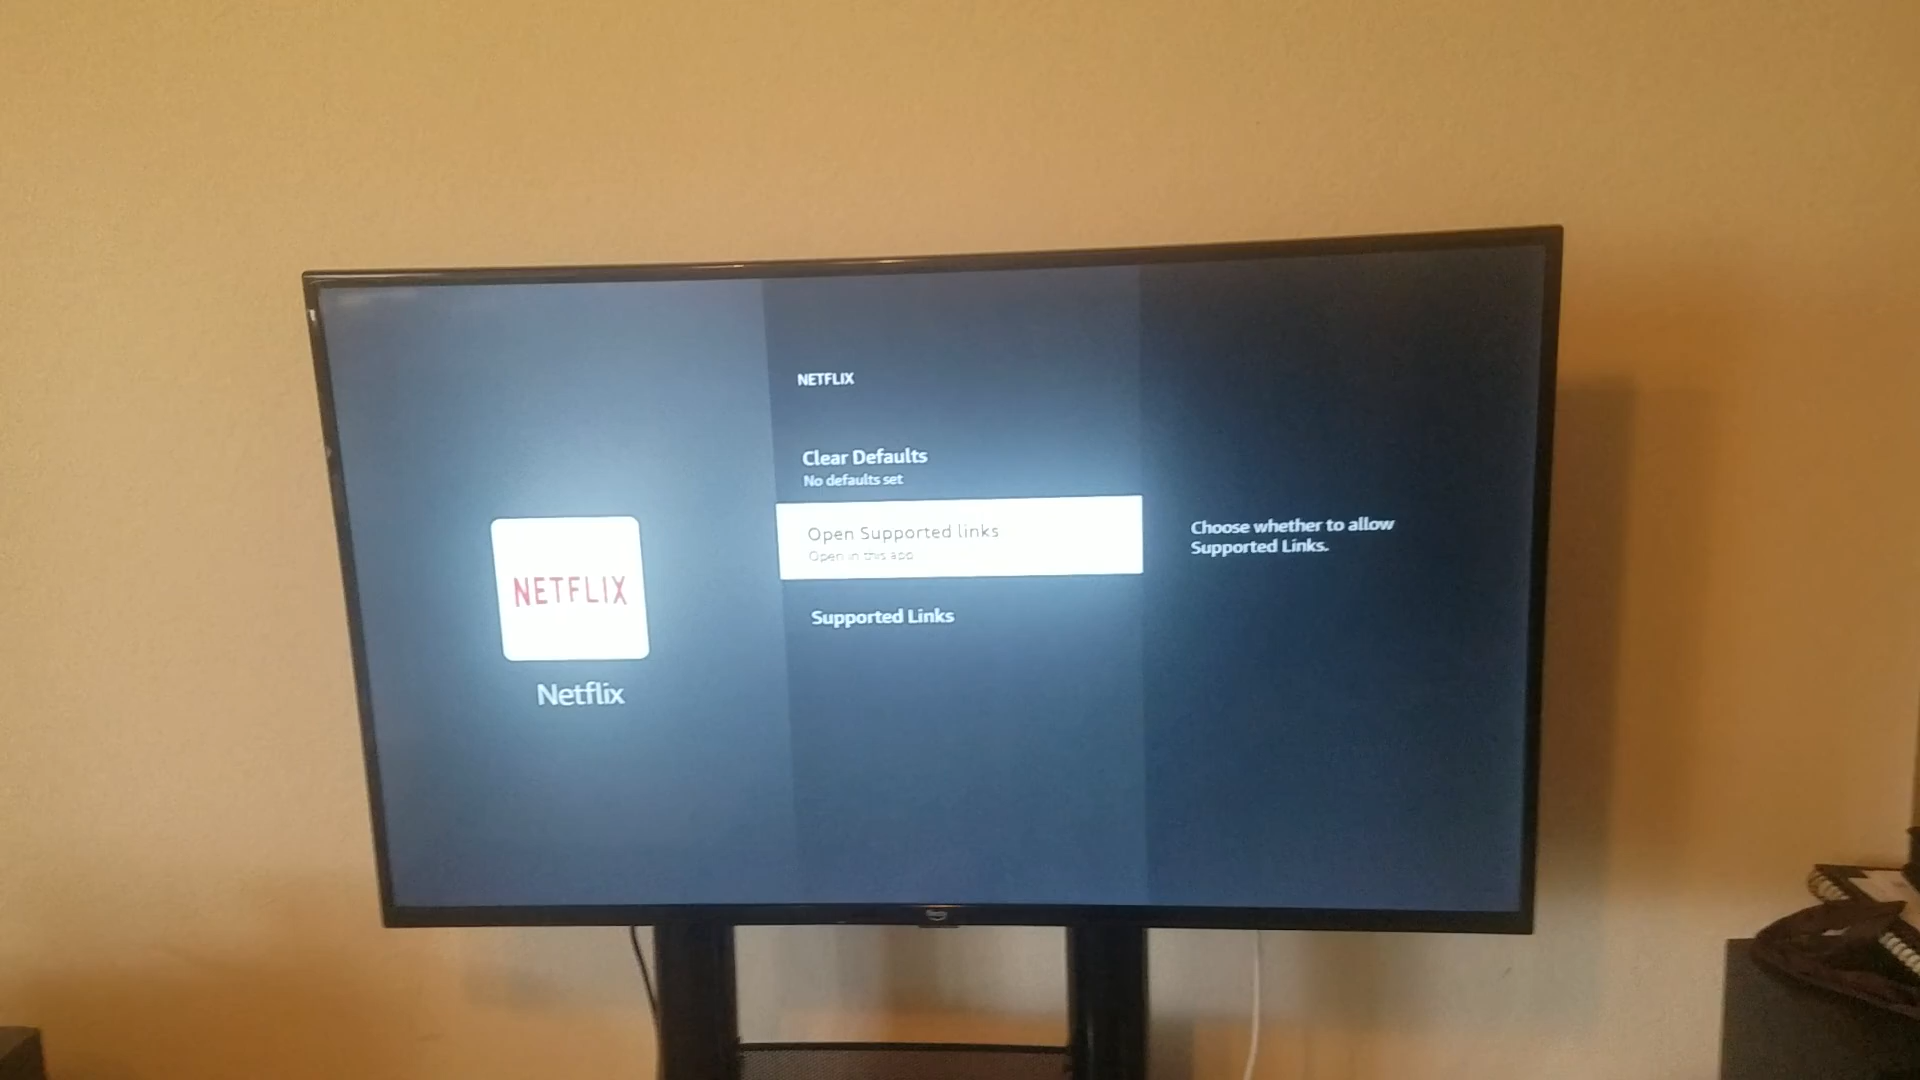 NETFLIX
Clear Defaults
No defaults set
Open Supported links
Open in this app
Supported Links
Choose whether to allow
Supported Links.
NETFLIX
Netflix